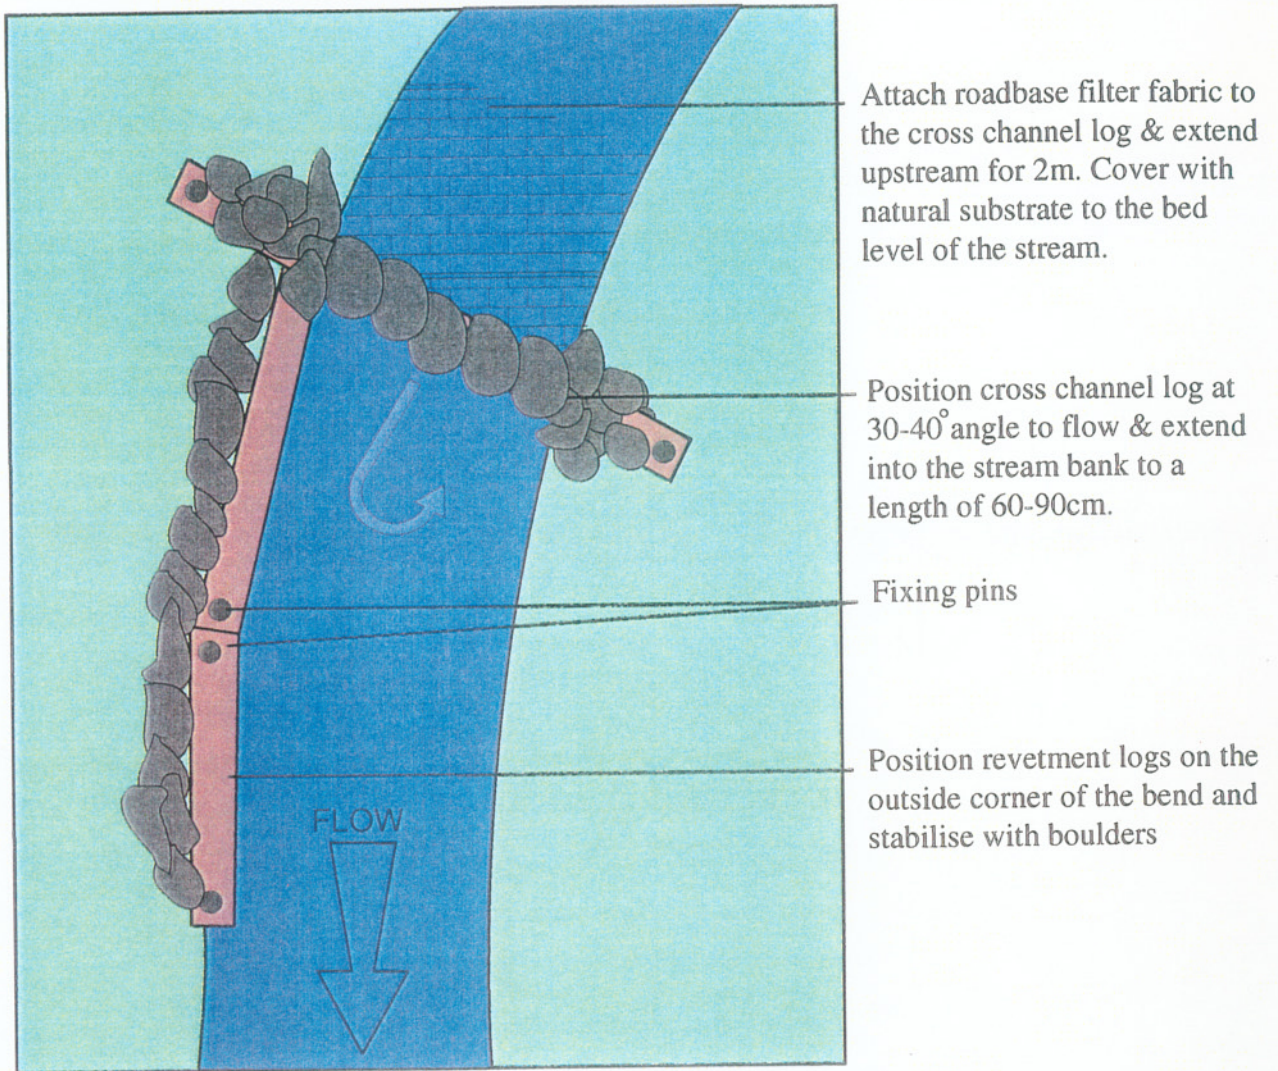 Attach roadbase filter fabric to
the cross channel log & extend
upstream for 2m. Cover with
natural substrate to the bed
level of the stream.
Position cross channel log at
30-40° angle to flow & extend
into the stream bank to a
length of 60-90cm.
Fixing pins
Position revetment logs on the
outside corner of the bend and
stabilise with boulders
FLOW